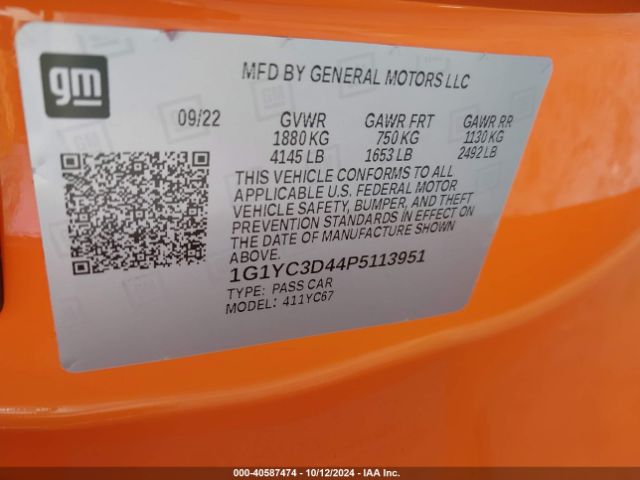 gm
MFD BY GENERAL MOTORS LLC
09/22 GVWR GAWR FRT GAWR RR
1880 KG 750 KG 1130 KG
4145 LB 1653 LB 2492 LB
THIS VEHICLE CONFORMS TO ALL
APPLICABLE U.S. FEDERAL MOTOR
VEHICLE SAFETY, BUMPER, AND THEFT
PREVENTION STANDARDS IN EFFECT ON
THE DATE OF MANUFACTURE SHOWN
ABOVE.
1G1YC3D44P5113951
TYPE: PASS CAR
MODEL: 411YC67
000-40587474 - 10/12/2024 - IAA Inc.